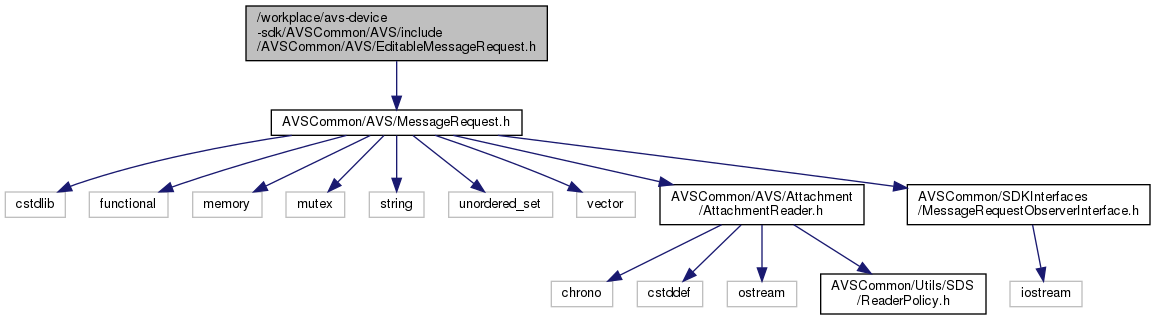 /workplace/avs-device
-sdk/AVSCommon/AVS/include
/AVSCommon/AVS/EditableMessageRequest.h
AVSCommon/AVS/MessageRequest.h
cstdlib
functional
memory
mutex
string
unordered_set
vector
AVSCommon/AVS/Attachment
/AttachmentReader.h
AVSCommon/SDKInterfaces
/MessageRequestObserverInterface.h
chrono
cstddef
ostream
AVSCommon/Utils/SDS
/ReaderPolicy.h
iostream